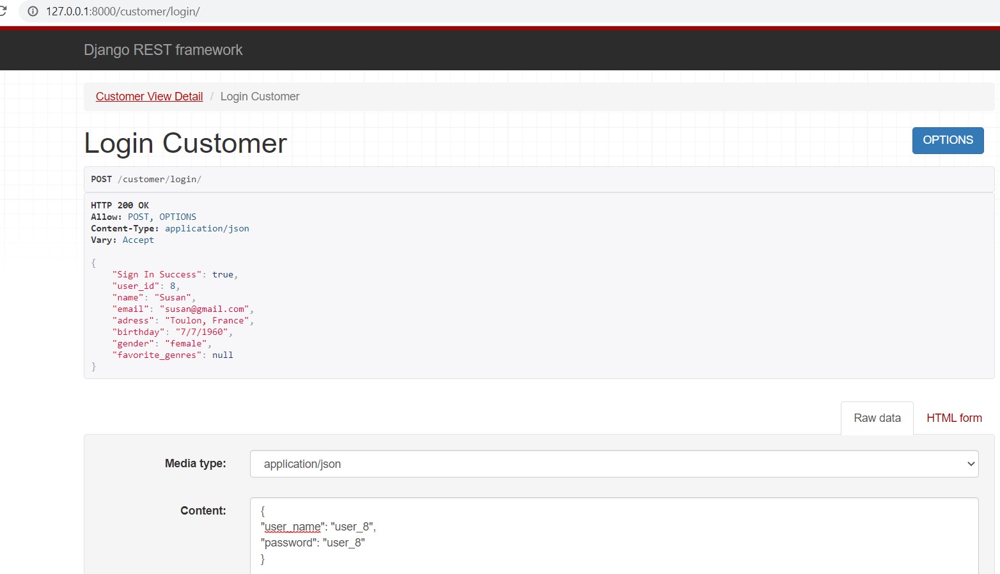 127.0.0.1:8000/customer/login/
Django REST framework
Customer View Detail / Login Customer
Login Customer
OPTIONS
POST /customer/login/
HTTP 200 OK
Allow: POST, OPTIONS
Content-Type: application/json
Vary: Accept
{
"Sign In Success": true,
"user_id": 8,
"name": "Susan",
"email": "susan@gmail.com",
"adress": "Toulon, France",
"birthday": "7/7/1960",
"gender": "female",
"favorite_genres": null
}
Raw data HTML form
Media type: application/json
Content: {
"user_name": "user_8",
"password": "user_8"
}